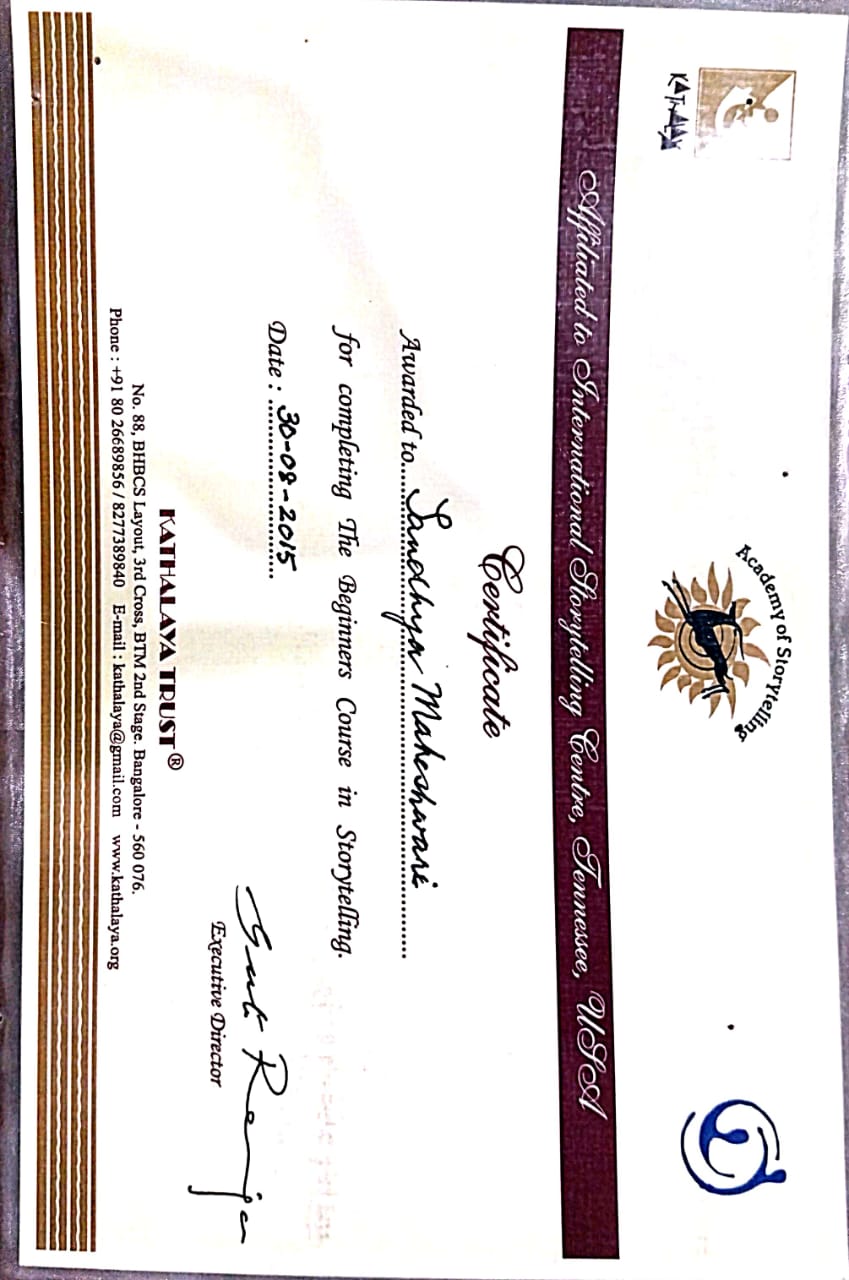 KATHALAYA
Academy of Storytelling
Affiliated to International Storytelling Centre, Tennessee, USA
Certificate
Awarded to..... Sandhya Maheshwari .....
for completing The Beginners Course in Storytelling.
Date : 30-08-2015
Executive Director
KATHALAYA TRUST®
No. 88, BHBCS Layout, 3rd Cross, BTM 2nd Stage. Bangalore - 560 076.
Phone : +91 80 26689856 / 8277389840 E-mail : kathalaya@gmail.com www.kathalaya.org